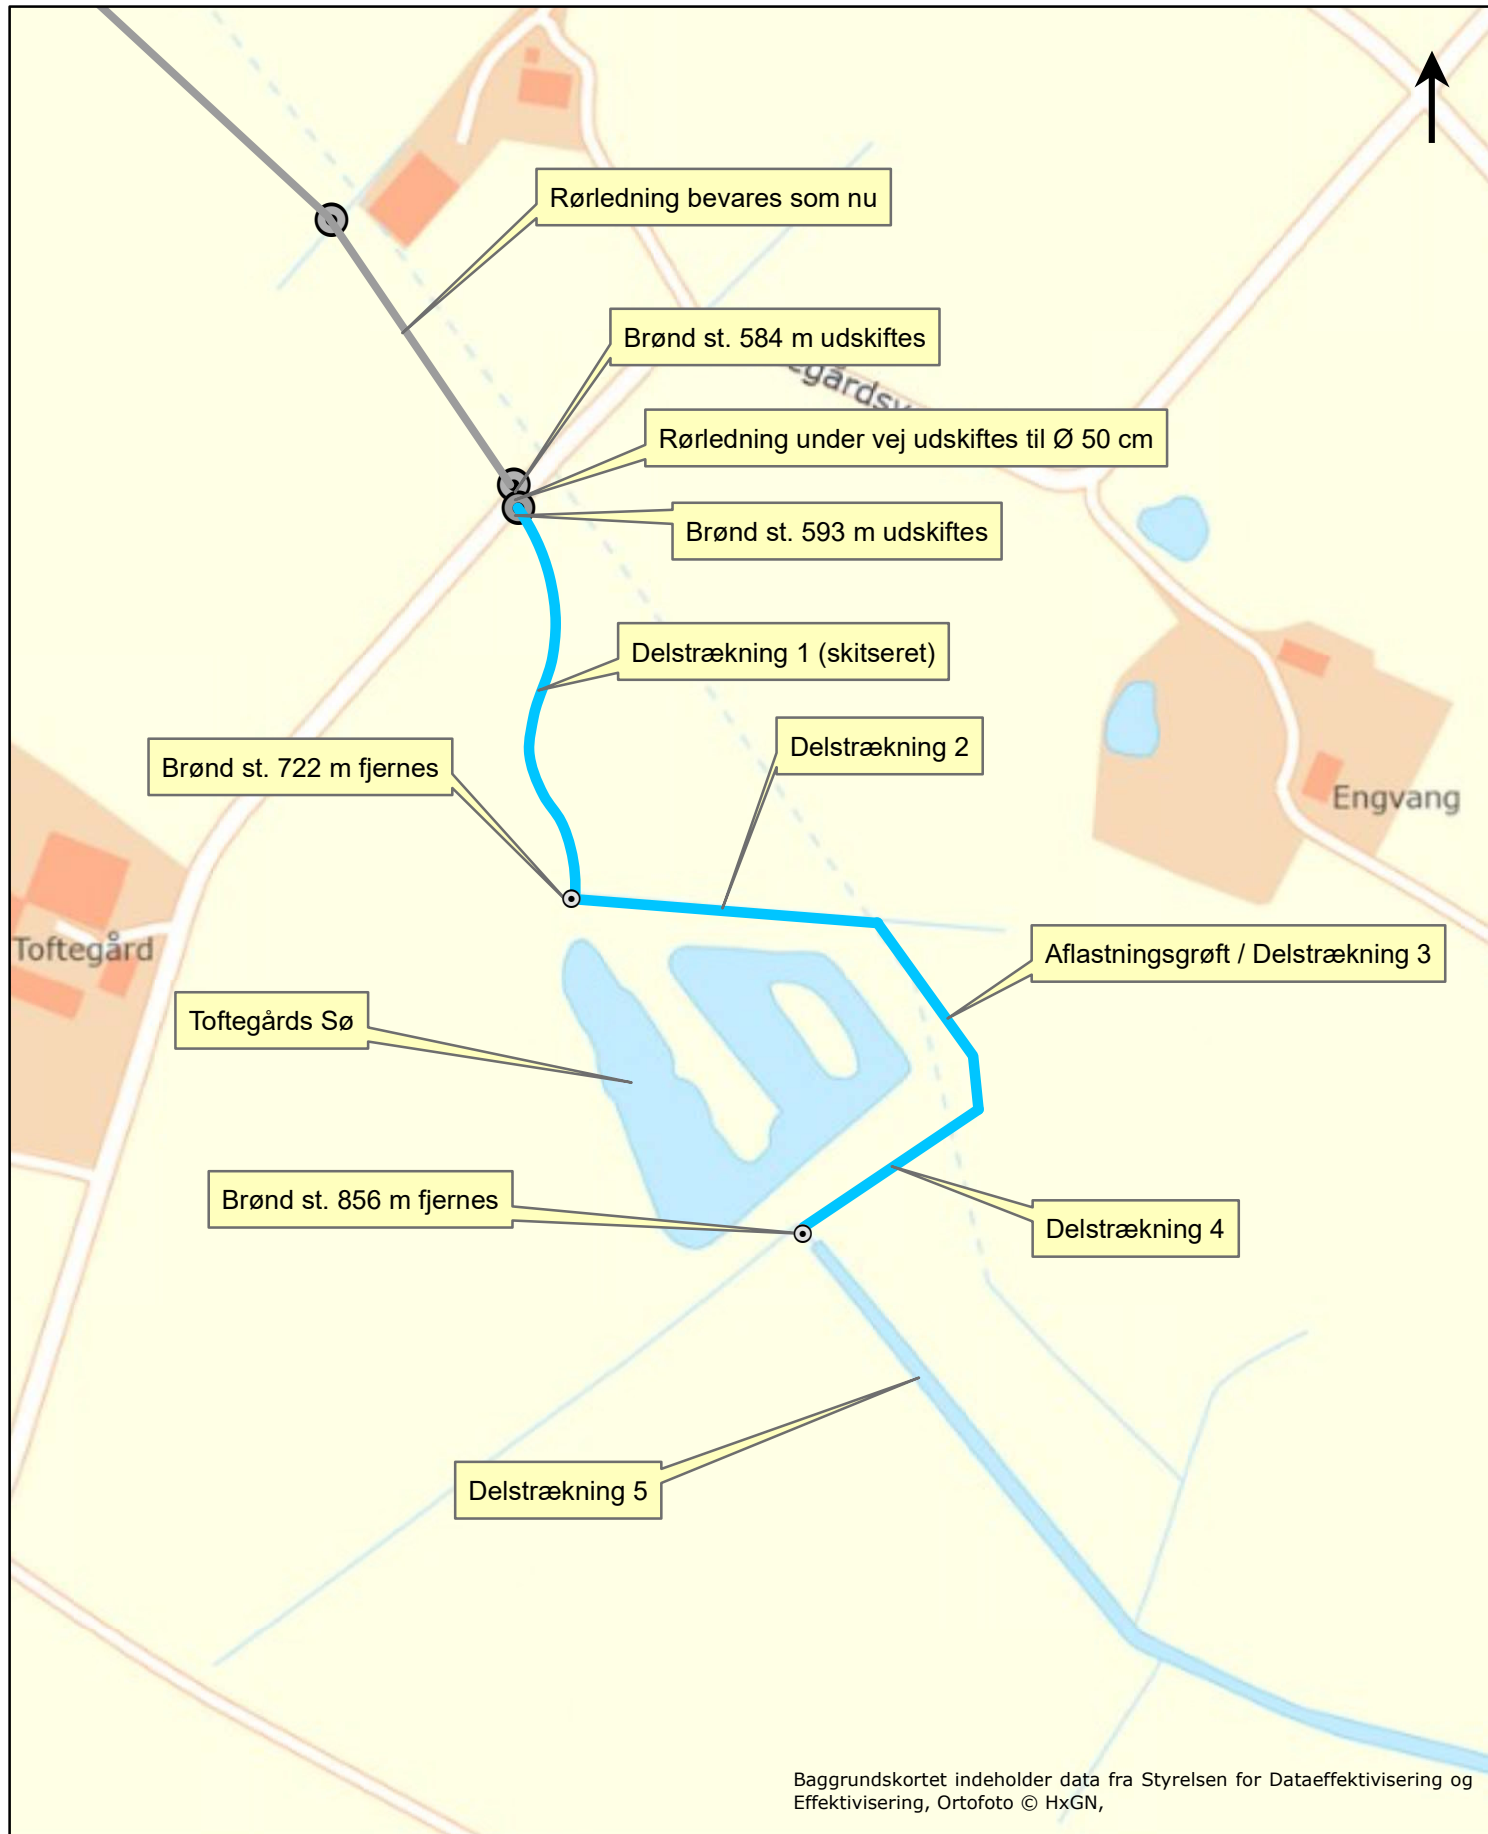 Rørledning bevares som nu
Brønd st. 584 m udskiftes
Rørledning under vej udskiftes til Ø 50 cm
Brønd st. 593 m udskiftes
Delstrækning 1 (skitseret)
Delstrækning 2
Brønd st. 722 m fjernes
Engvang
Toftegård
Aflastningsgrøft / Delstrækning 3
Toftegårds Sø
Brønd st. 856 m fjernes
Delstrækning 4
Delstrækning 5
Baggrundskortet indeholder data fra Styrelsen for Dataeffektivisering og
Effektivisering, Ortofoto © HxGN,